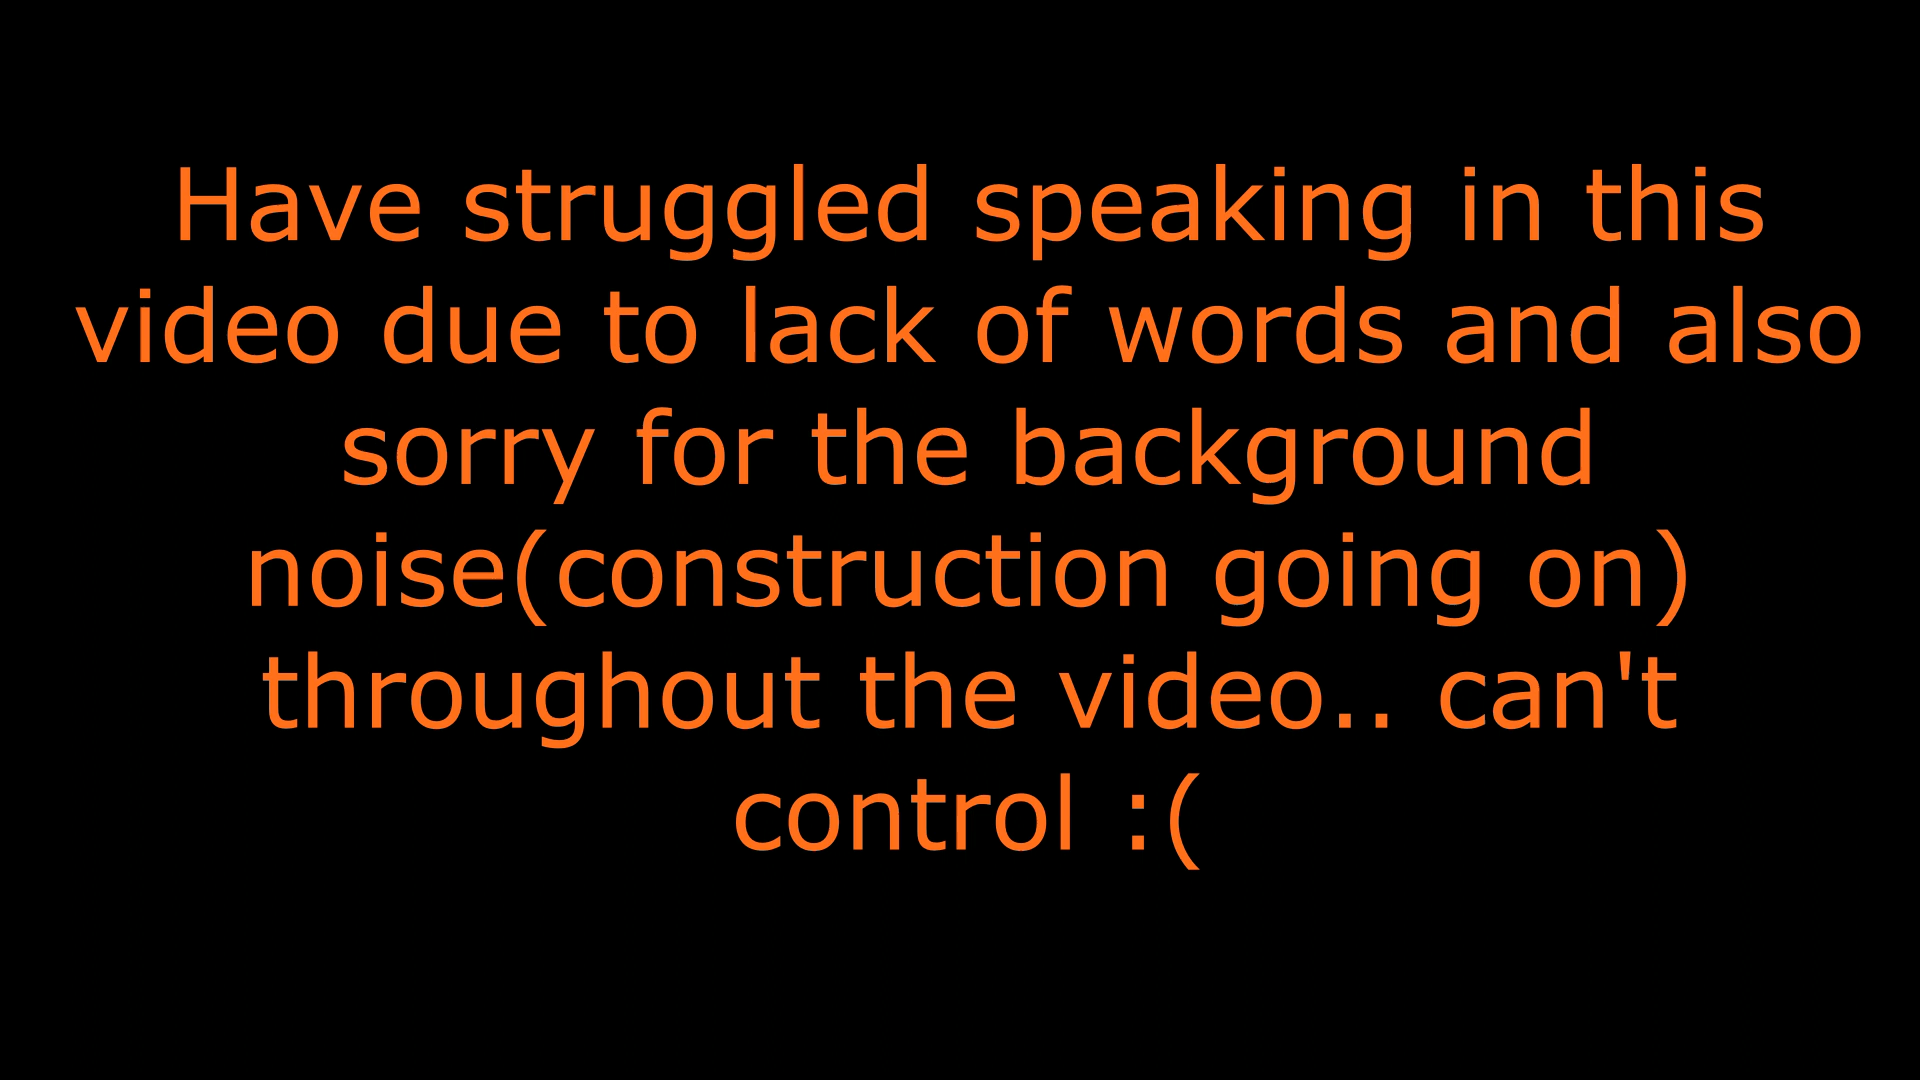 Have struggled speaking in this
video due to lack of words and also
sorry for the background
noise(construction going on)
throughout the video.. can't
control :(